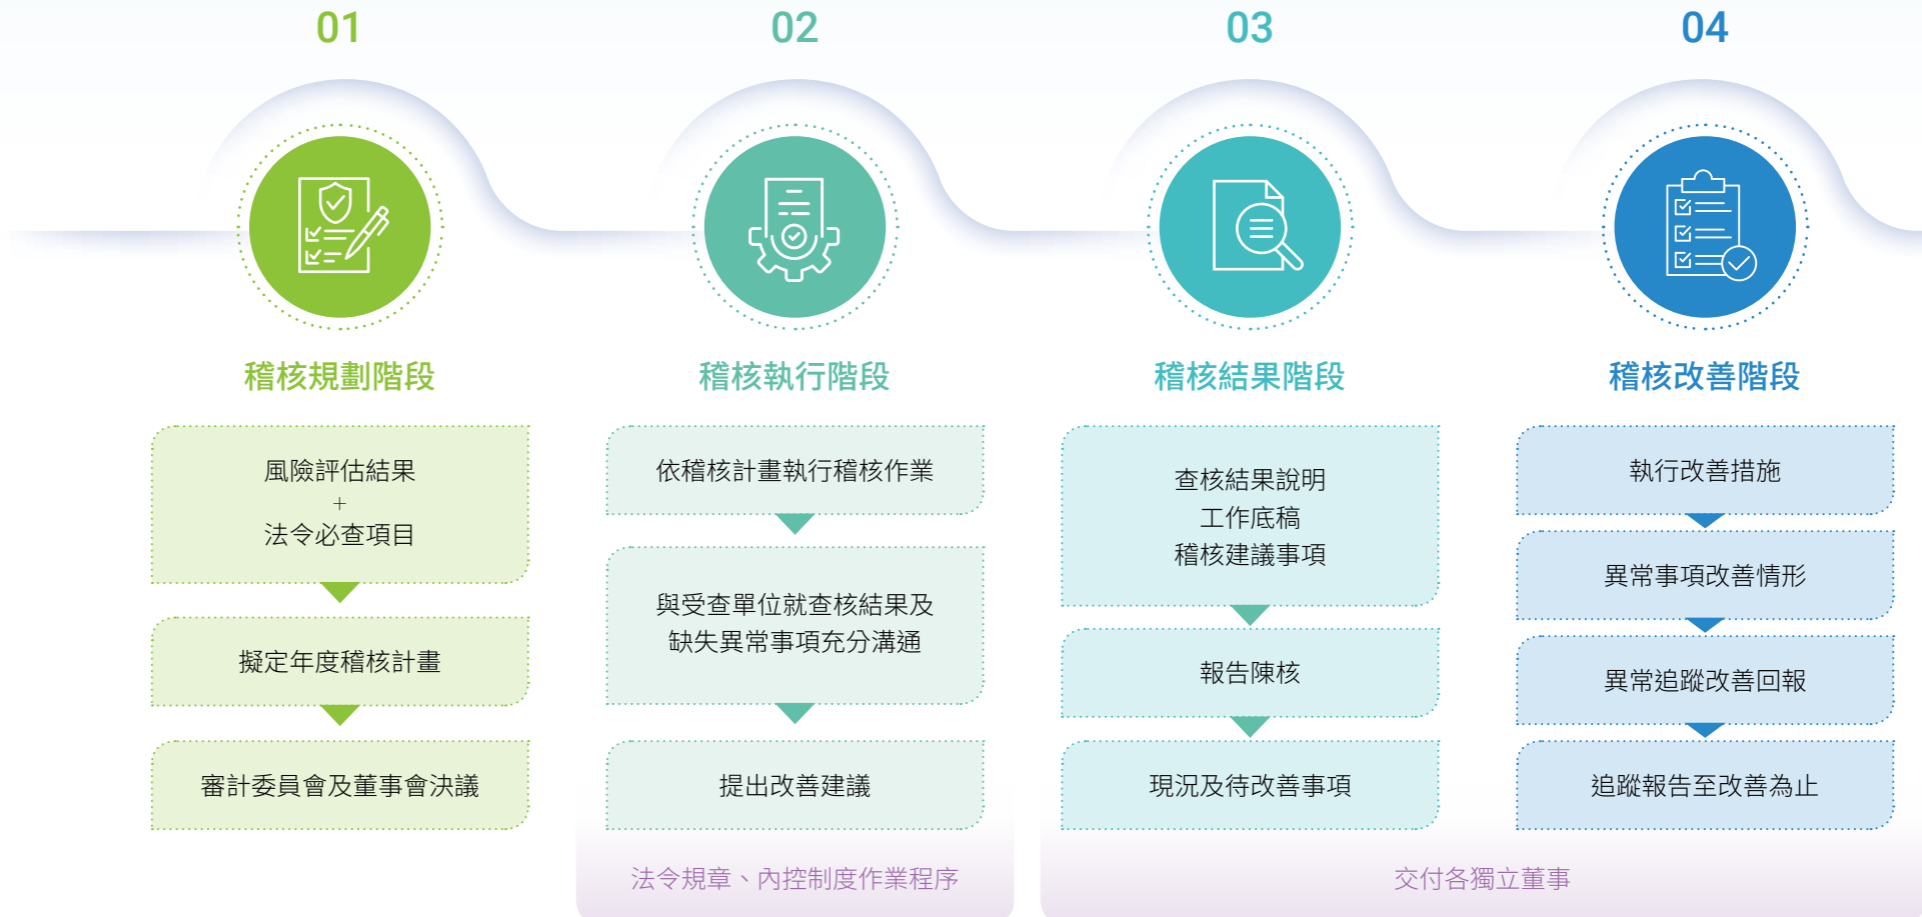 01
稽核規劃階段
風險評估結果
+
法令必查項目
擬定年度稽核計畫
審計委員會及董事會決議
02
稽核執行階段
依稽核計畫執行稽核作業
與受查單位就查核結果及
缺失異常事項充分溝通
提出改善建議
法令規章、內控制度作業程序
03
稽核結果階段
查核結果說明
工作底稿
稽核建議事項
報告陳核
現況及待改善事項
04
稽核改善階段
執行改善措施
異常事項改善情形
異常追蹤改善回報
追蹤報告至改善為止
交付各獨立董事